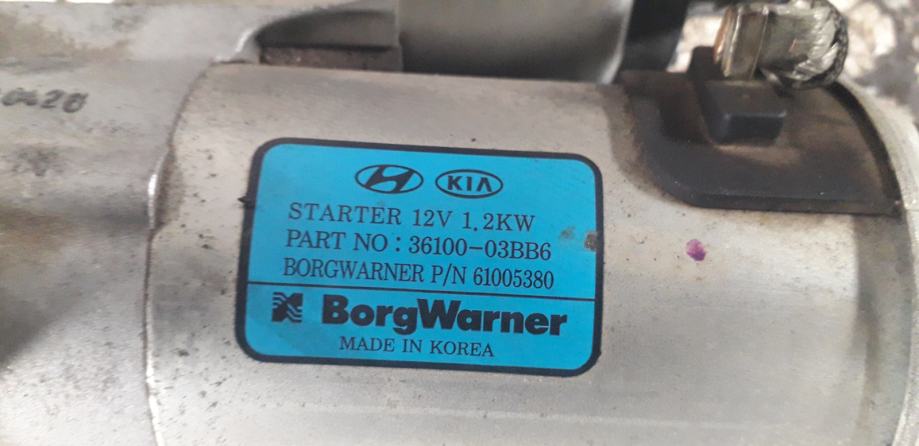 KIA
STARTER 12V 1.2KW
PART NO : 36100-03BB6
BORGWARNER P/N 61005380
BorgWarner
MADE IN KOREA